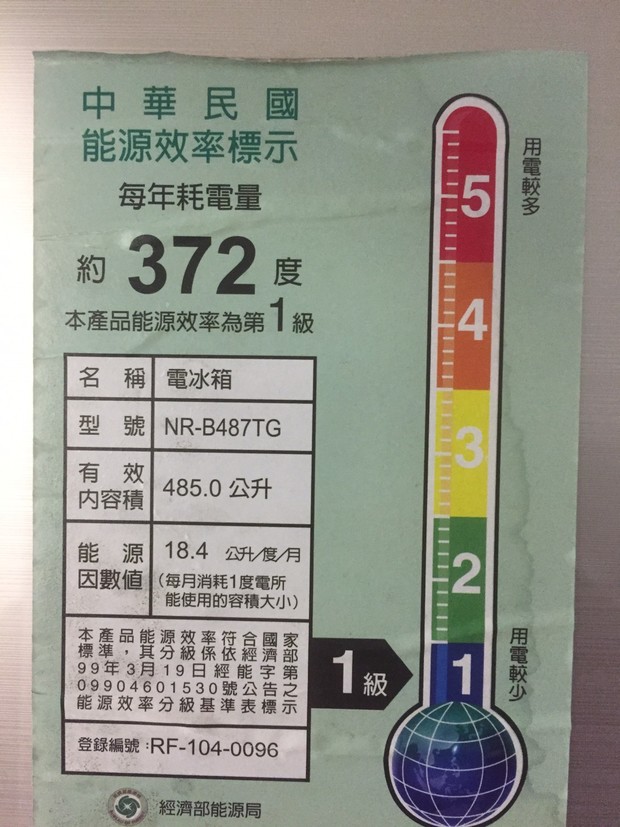 中華民國
能源效率標示
每年耗電量
約 372 度
本產品能源效率為第1級
名稱 電冰箱
型號 NR-B487TG
有效內容積 485.0 公升
能源因數值 18.4 公升/度/月
(每月消耗1度電所
能使用的容積大小)
本產品能源效率符合國家
標準，其分級係依經濟部
99年3月19日經能字第
09904601530號公告之
能源效率分級基準表標示
登錄編號:RF-104-0096
經濟部能源局
用電較多
5
4
3
2
1
用電較少
1級